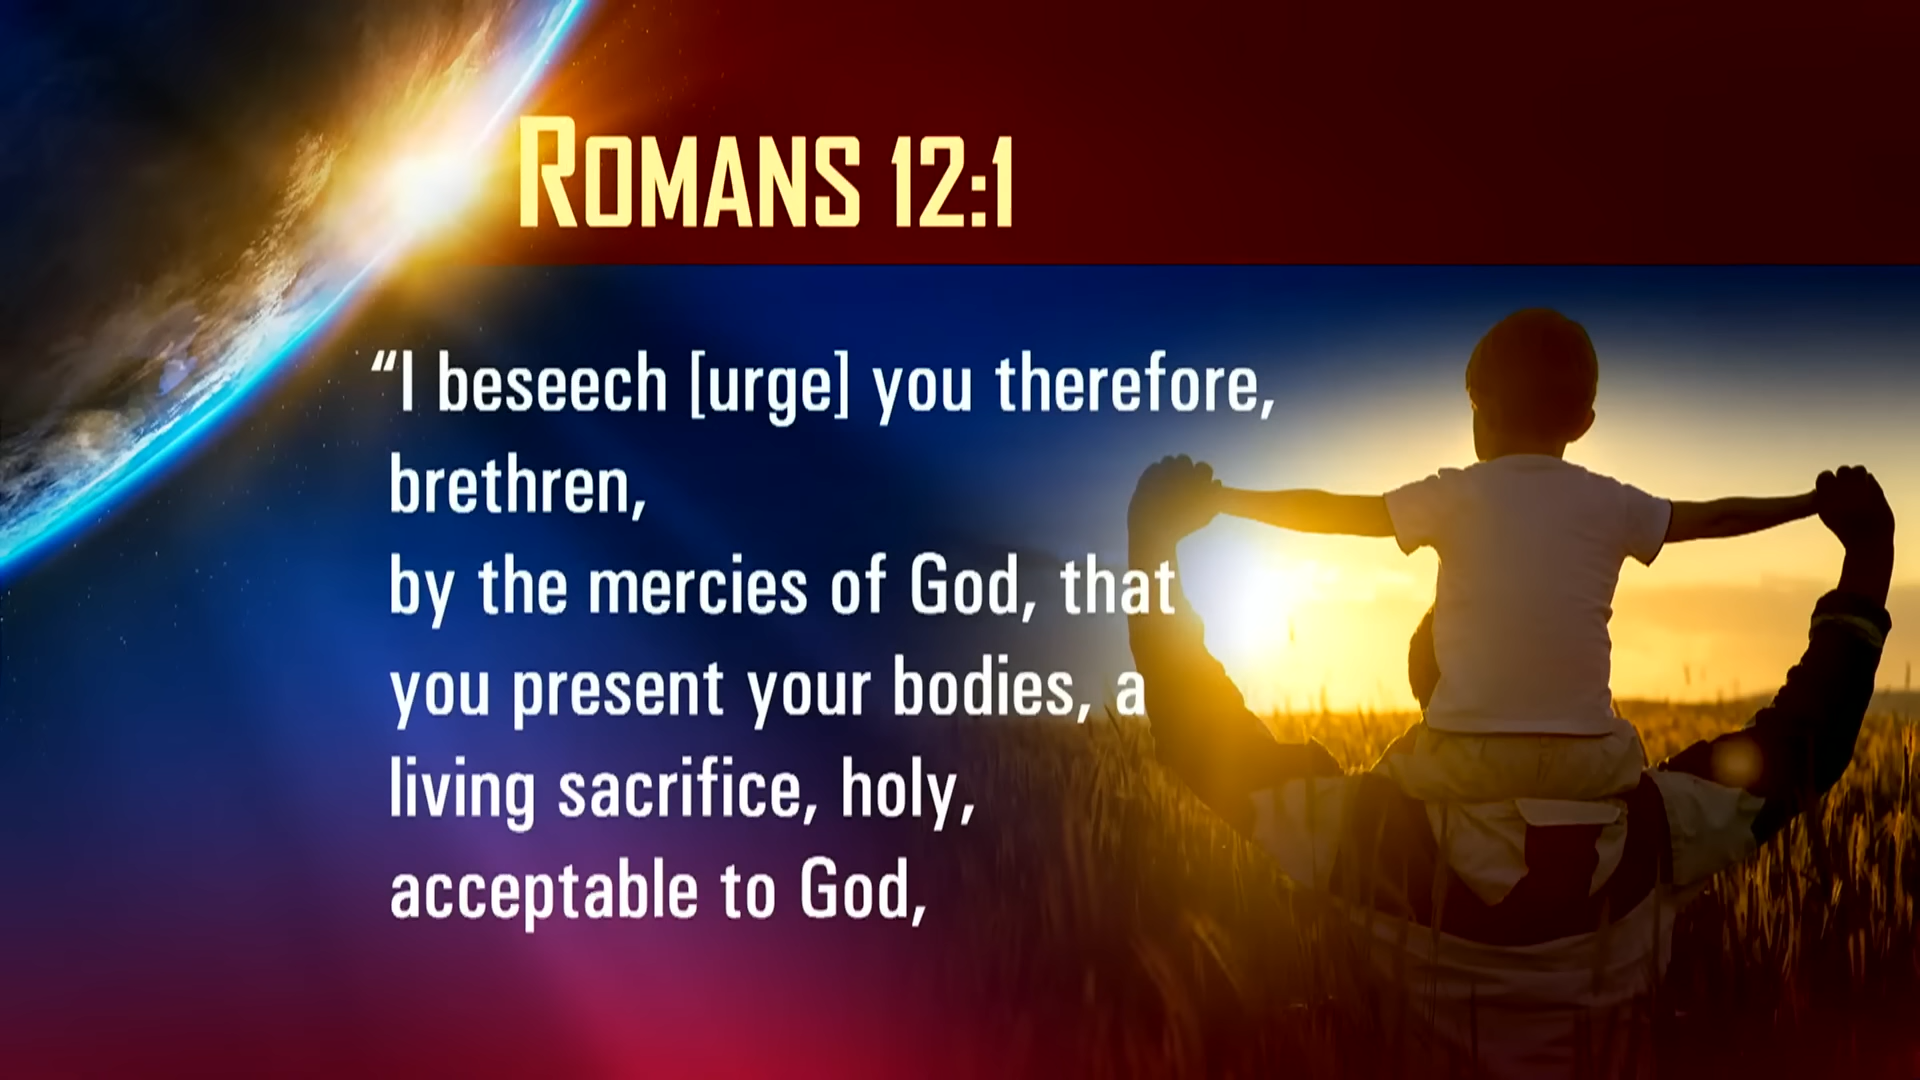 ROMANS 12:1
“I beseech [urge] you therefore,
brethren,
by the mercies of God, that
you present your bodies, a
living sacrifice, holy,
acceptable to God,